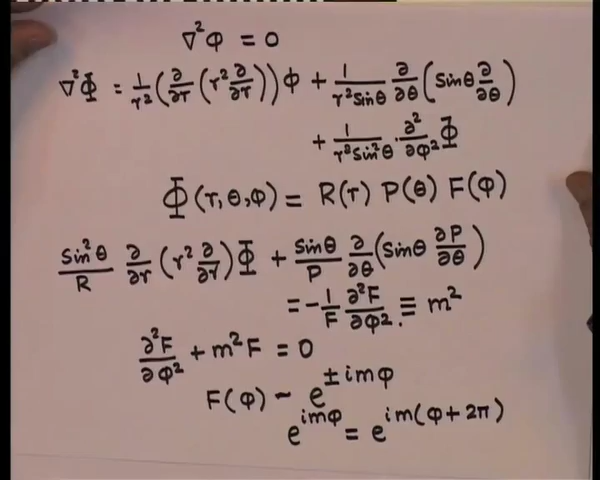 ∇²φ = 0
∇²Φ = 1/r² (∂/∂r (r² ∂/∂r)) φ + 1/(r² sinθ) ∂/∂θ (sinθ ∂/∂θ)
+ 1/(r² sin²θ) · ∂²/∂φ² Φ
Φ(r, θ, φ) = R(r) P(θ) F(φ)
sin²θ/R ∂/∂r (r² ∂/∂r) Φ + sinθ/P ∂/∂θ (sinθ ∂P/∂θ)
= - 1/F ∂²F/∂φ² . ≡ m²
∂²F/∂φ² + m²F = 0
F(φ) ~ e^{±imφ}
e^{imφ} = e^{im(φ+2π)}